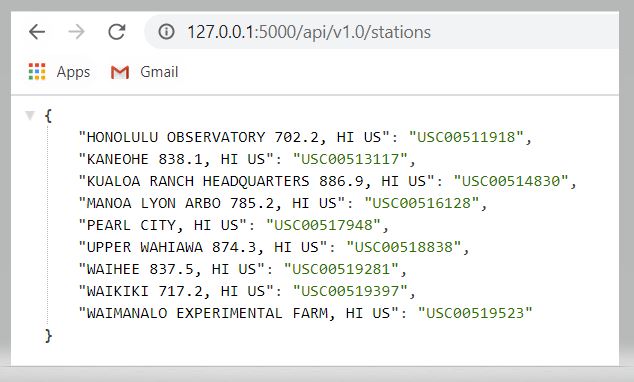 127.0.0.1:5000/api/v1.0/stations
Apps Gmail
{
"HONOLULU OBSERVATORY 702.2, HI US": "USC00511918",
"KANEOHE 838.1, HI US": "USC00513117",
"KUALOA RANCH HEADQUARTERS 886.9, HI US": "USC00514830",
"MANOA LYON ARBO 785.2, HI US": "USC00516128",
"PEARL CITY, HI US": "USC00517948",
"UPPER WAHIAWA 874.3, HI US": "USC00518838",
"WAIHEE 837.5, HI US": "USC00519281",
"WAIKIKI 717.2, HI US": "USC00519397",
"WAIMANALO EXPERIMENTAL FARM, HI US": "USC00519523"
}